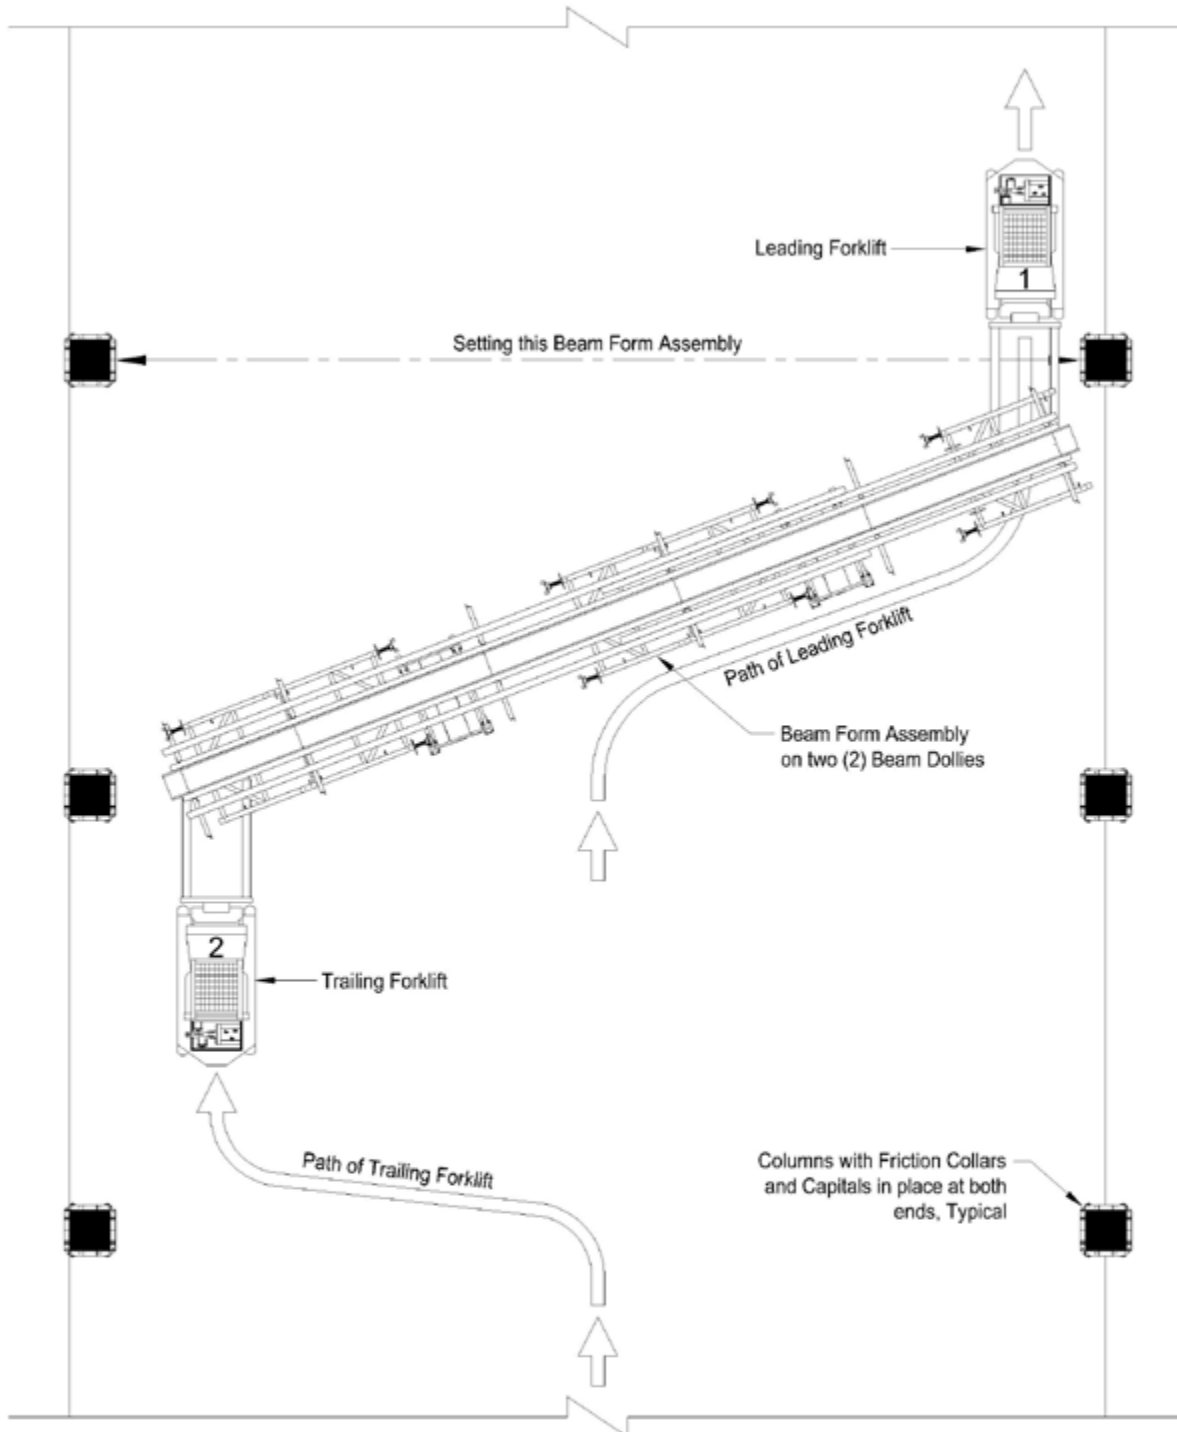 Leading Forklift
1
Setting this Beam Form Assembly
Path of Leading Forklift
Beam Form Assembly
on two (2) Beam Dollies
2
Trailing Forklift
Path of Trailing Forklift
Columns with Friction Collars
and Capitals in place at both
ends, Typical